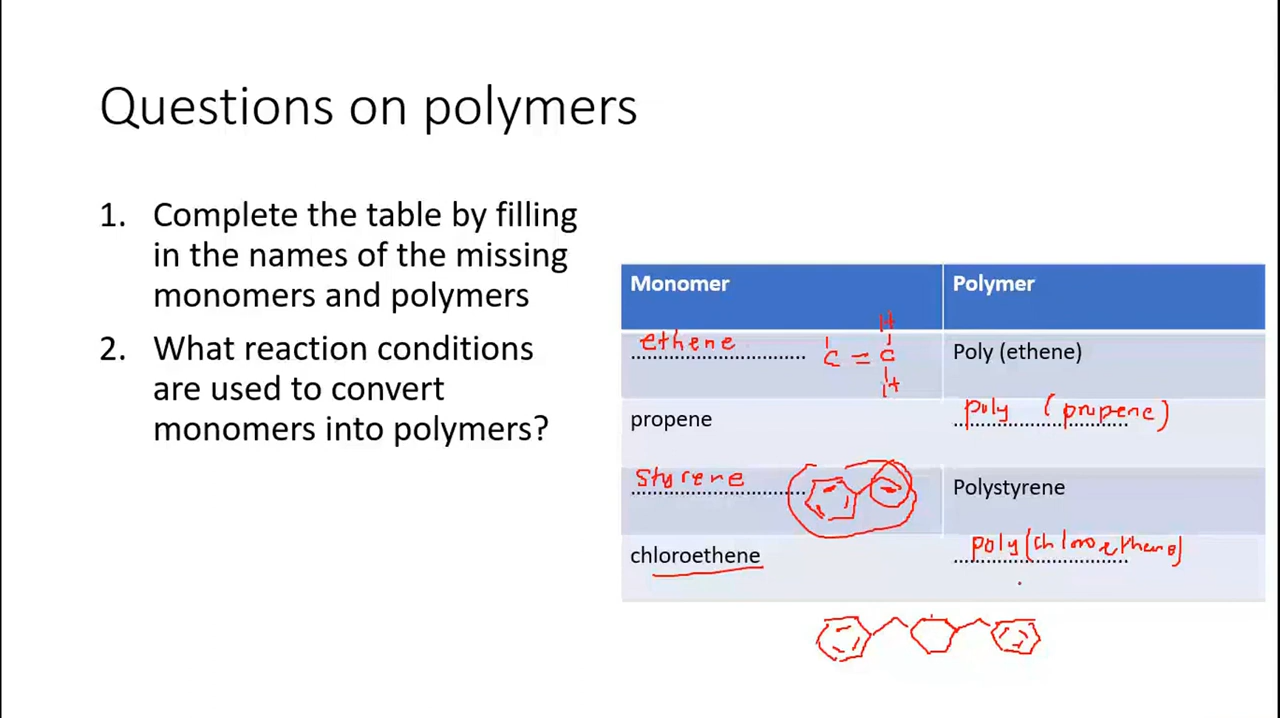 Questions on polymers
1. Complete the table by filling
in the names of the missing
monomers and polymers
2. What reaction conditions
are used to convert
monomers into polymers?
Monomer Polymer
ethene Poly (ethene)
H
C = C
H
propene poly (propene)
Styrene Polystyrene
chloroethene poly(chloroethene)